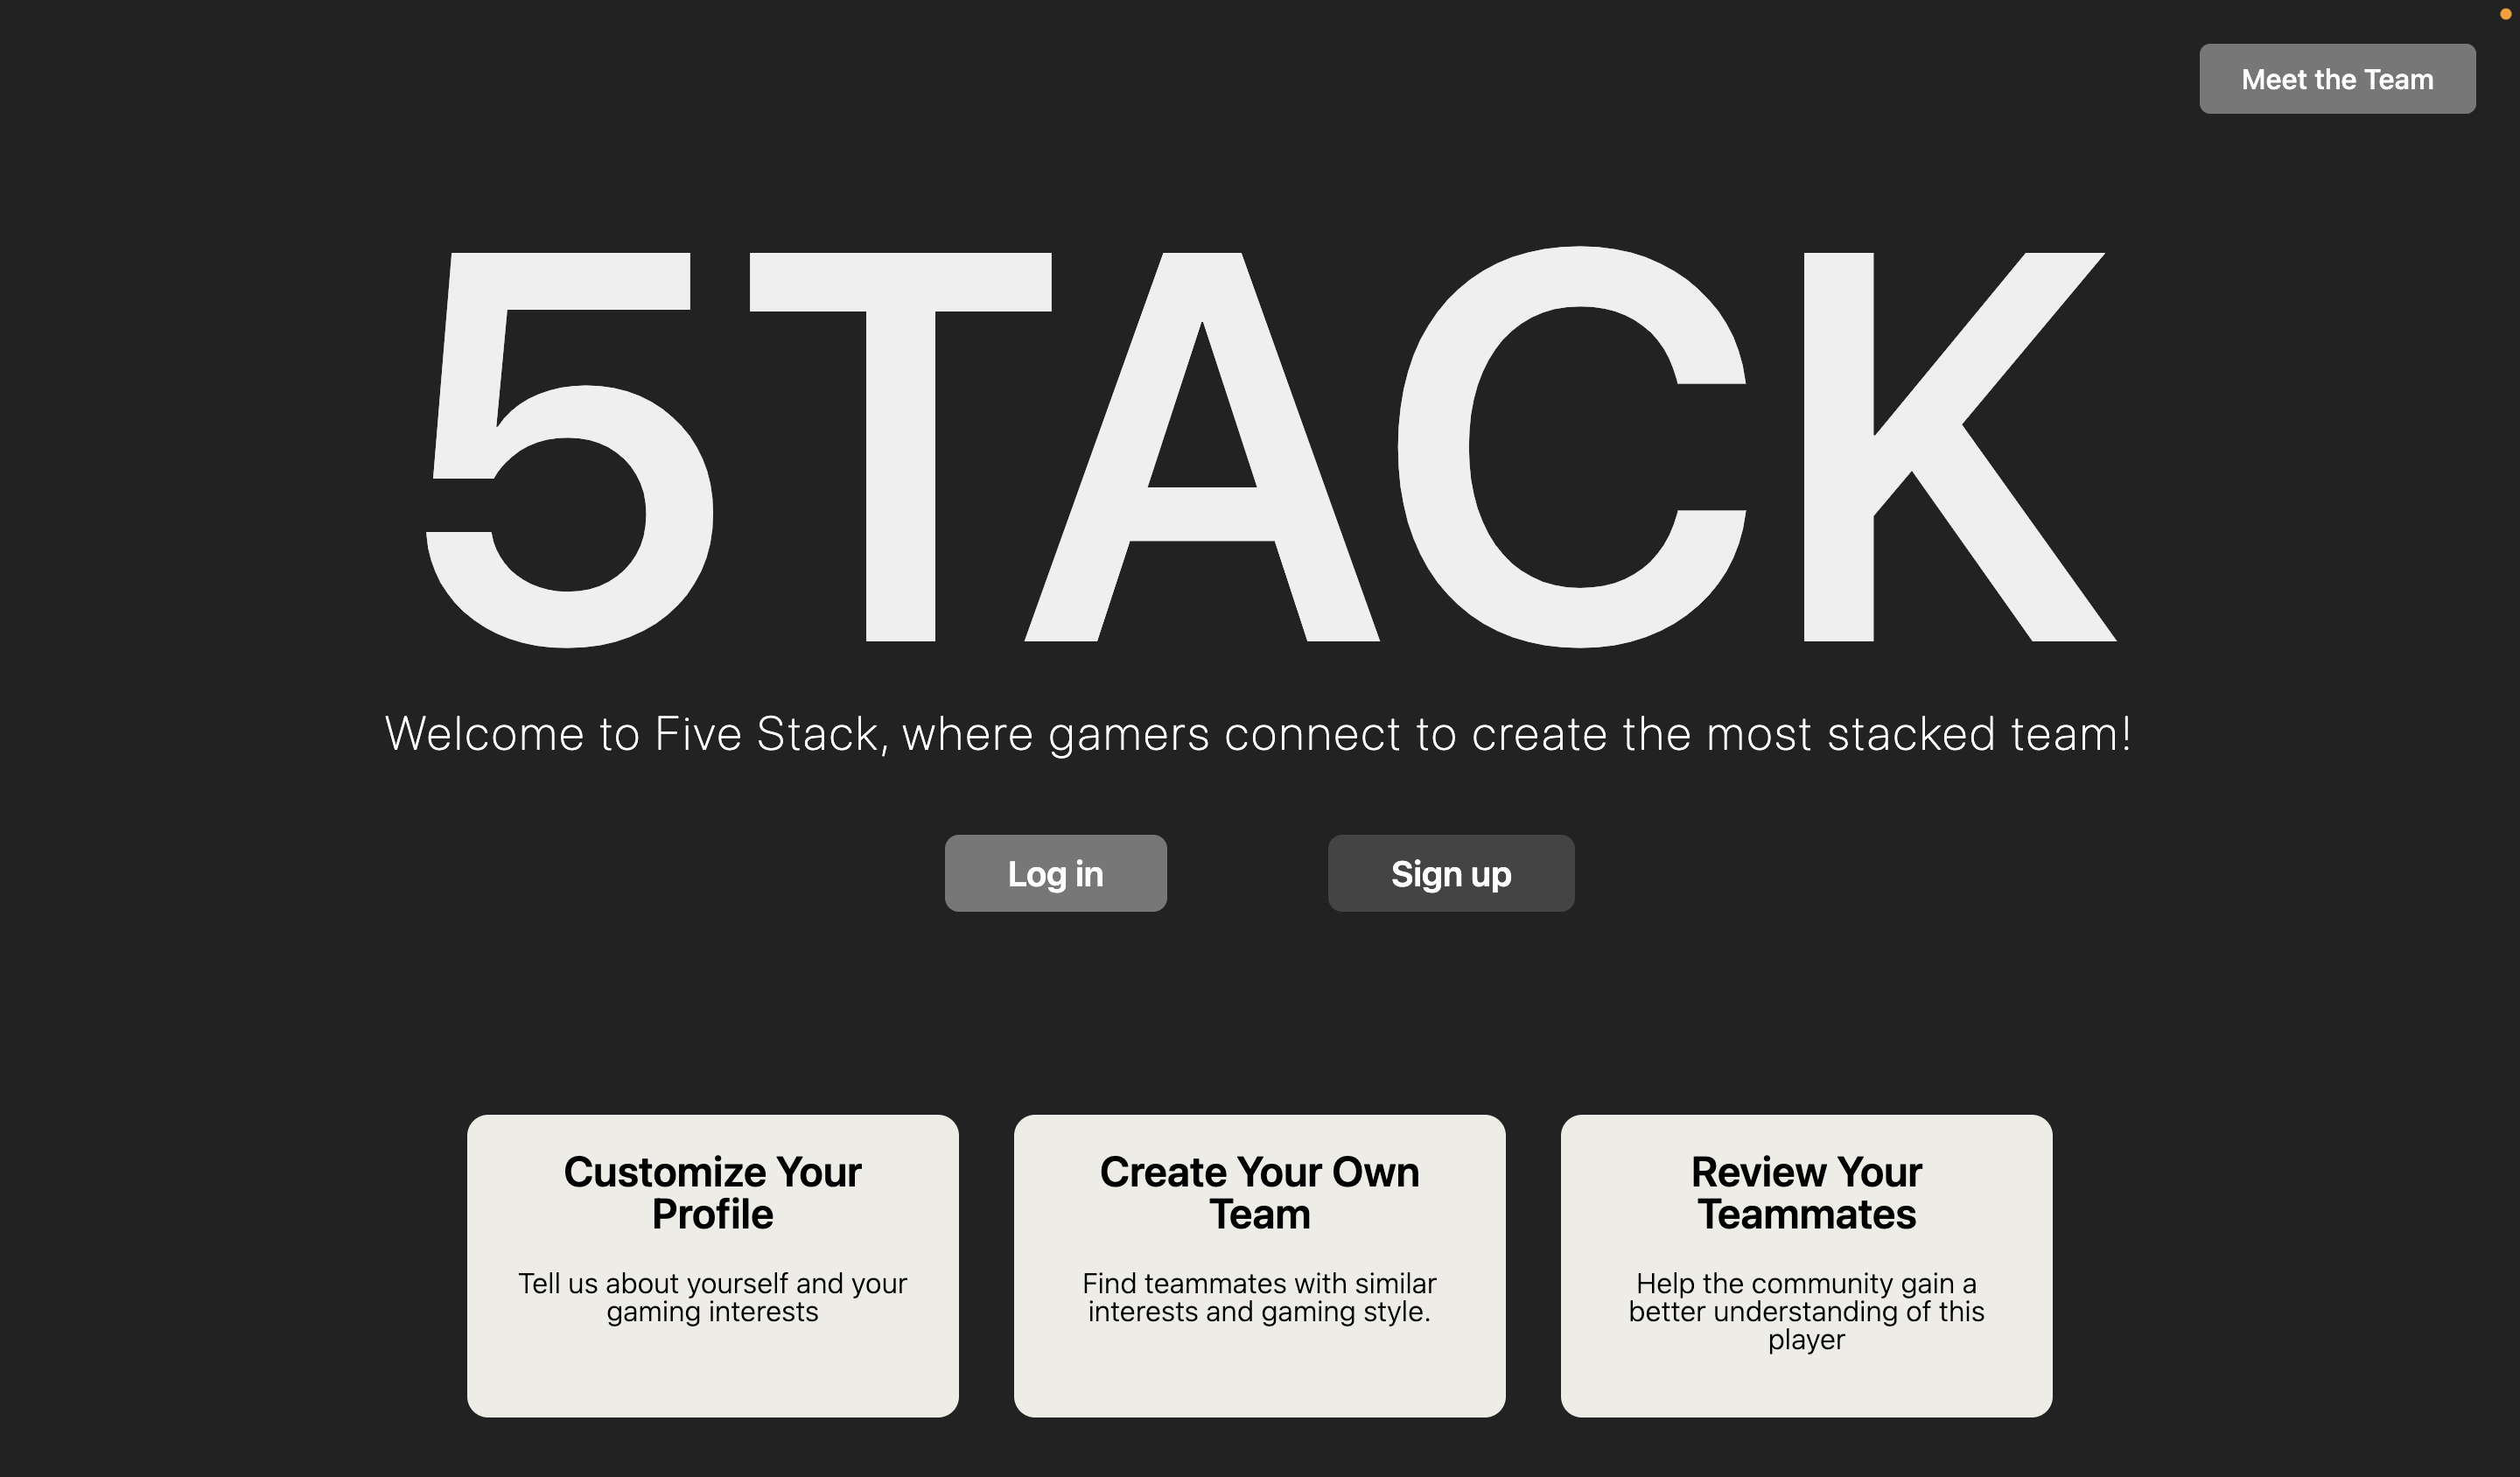 Meet the Team
5TACK
Welcome to Five Stack, where gamers connect to create the most stacked team!
Log in
Sign up
Customize Your
Profile
Tell us about yourself and your
gaming interests
Create Your Own
Team
Find teammates with similar
interests and gaming style.
Review Your
Teammates
Help the community gain a
better understanding of this
player